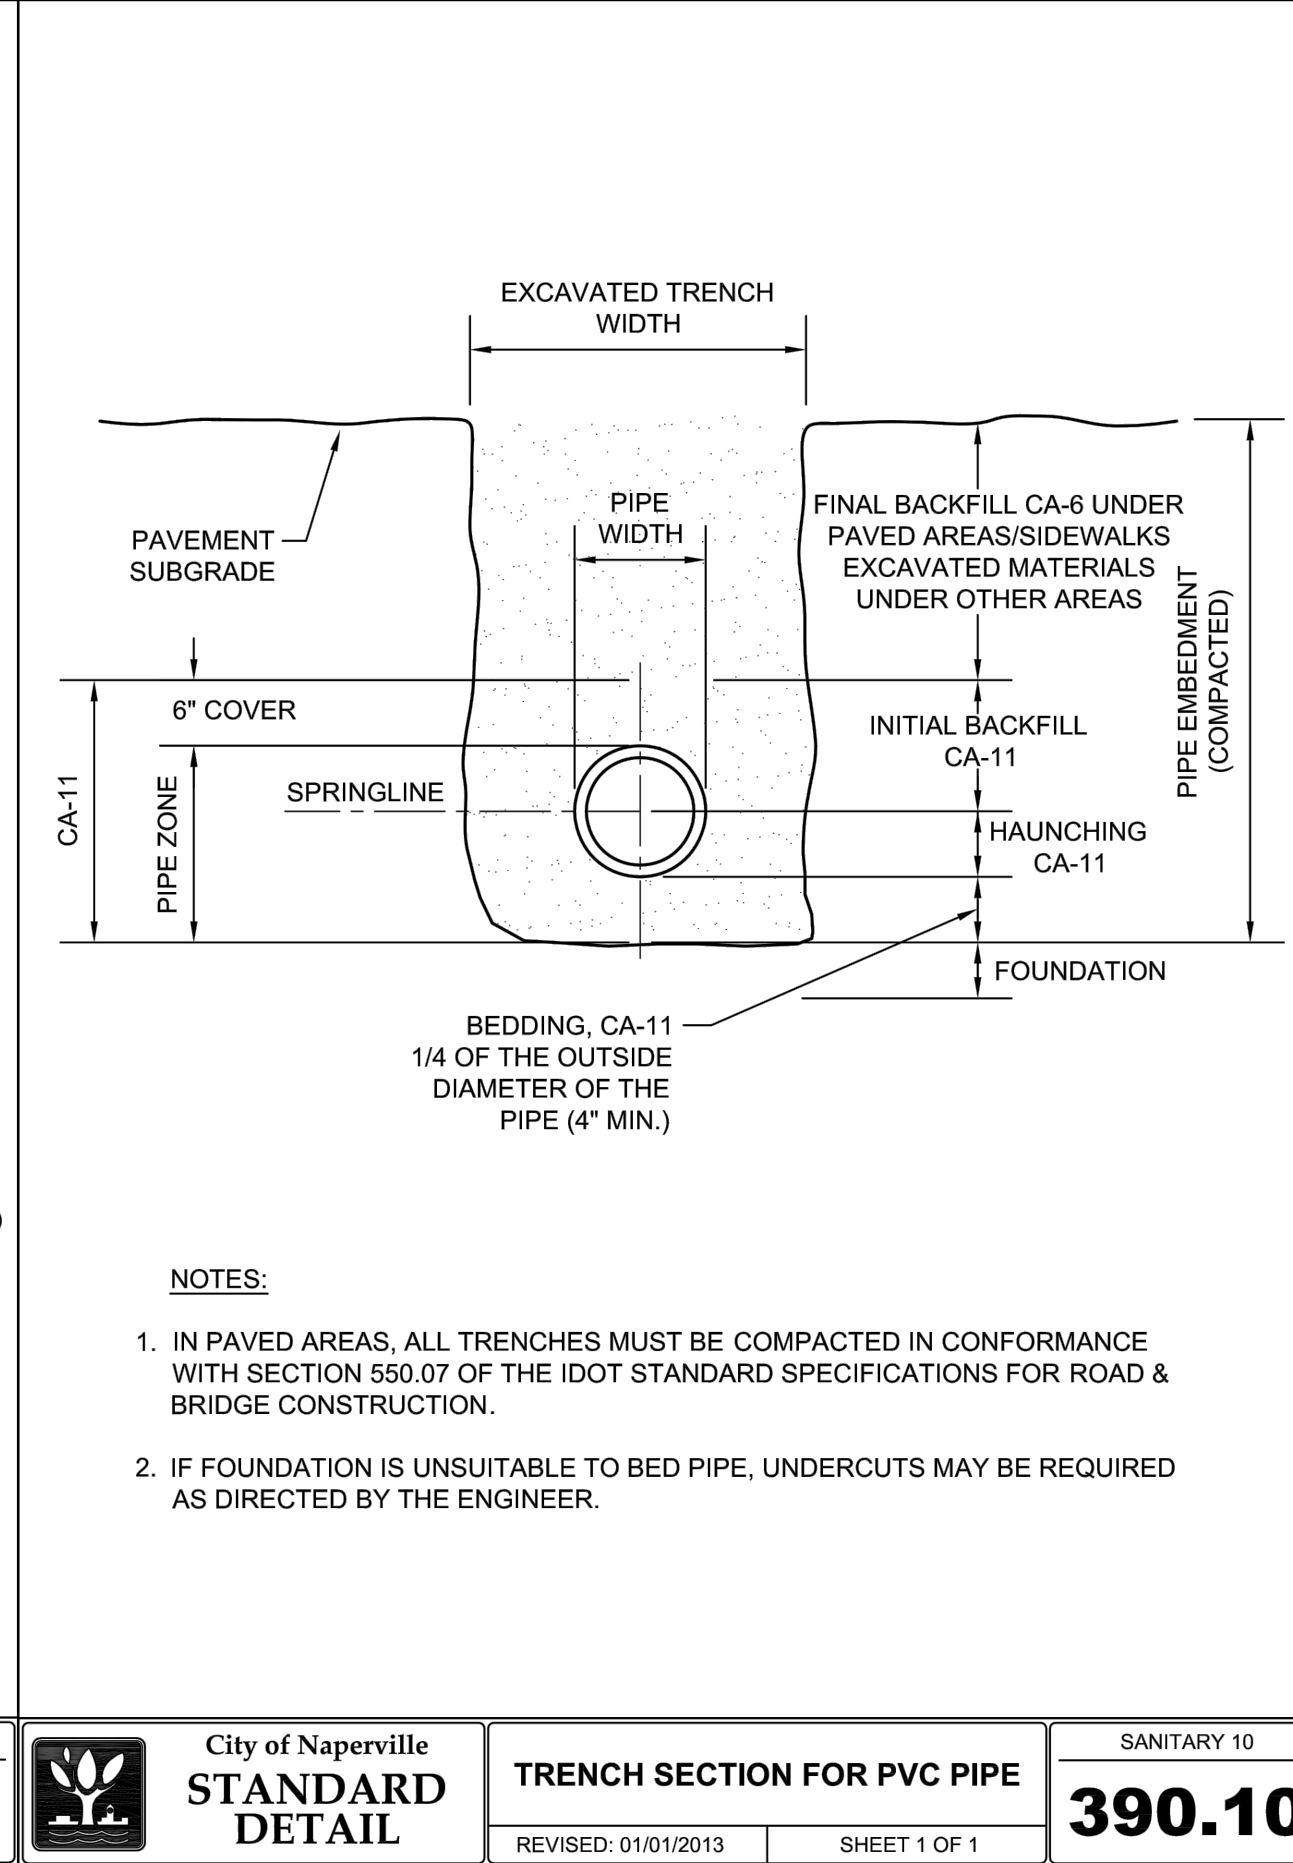 EXCAVATED TRENCH
WIDTH
PIPE
WIDTH
FINAL BACKFILL CA-6 UNDER
PAVED AREAS/SIDEWALKS
EXCAVATED MATERIALS
UNDER OTHER AREAS
PAVEMENT
SUBGRADE
PIPE EMBEDMENT
(COMPACTED)
6" COVER
INITIAL BACKFILL
CA-11
CA-11
PIPE ZONE
SPRINGLINE
HAUNCHING
CA-11
FOUNDATION
BEDDING, CA-11
1/4 OF THE OUTSIDE
DIAMETER OF THE
PIPE (4" MIN.)
NOTES:
1. IN PAVED AREAS, ALL TRENCHES MUST BE COMPACTED IN CONFORMANCE
WITH SECTION 550.07 OF THE IDOT STANDARD SPECIFICATIONS FOR ROAD &
BRIDGE CONSTRUCTION.
2. IF FOUNDATION IS UNSUITABLE TO BED PIPE, UNDERCUTS MAY BE REQUIRED
AS DIRECTED BY THE ENGINEER.
City of Naperville
STANDARD
DETAIL
TRENCH SECTION FOR PVC PIPE
REVISED: 01/01/2013
SHEET 1 OF 1
SANITARY 10
390.10